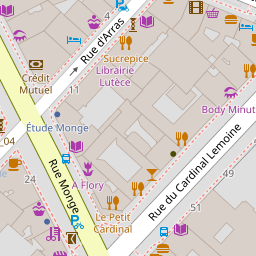 Rue d'Arras
Sucrepice
Librairie
Lutèce
Crédit
Mutuel
11
Body Minut
Étude Monge
04
Rue du Cardinal Lemoine
24
Rue Monge
A Flory
49
51
Le Petit
Cardinal
26